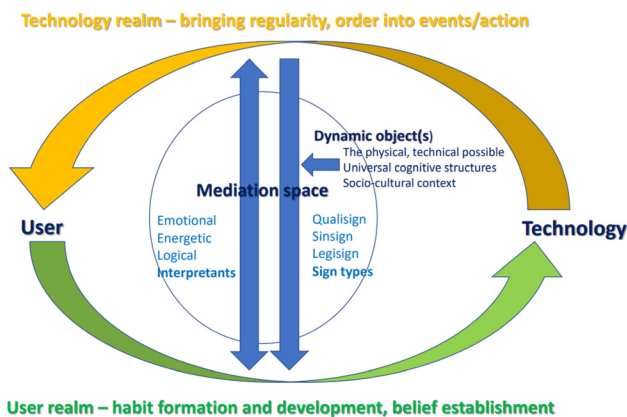 Technology realm – bringing regularity, order into events/action
Dynamic object(s)
The physical, technical possible
Universal cognitive structures
Socio-cultural context
Mediation space
User
Emotional
Energetic
Logical
Interpretants
Qualisign
Sinsign
Legisign
Sign types
Technology
User realm – habit formation and development, belief establishment